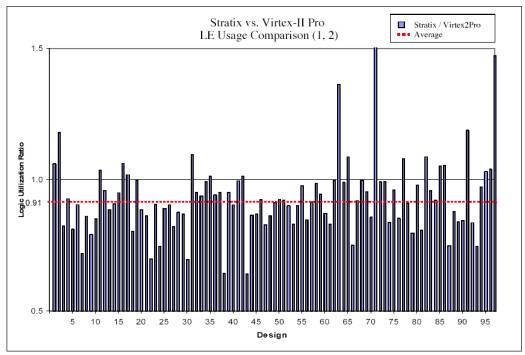 Stratix vs. Virtex-II Pro
LE Usage Comparison (1, 2)
Stratix / Virtex2Pro
Average
Logic Utilization Ratio
1.5
1.0
0.91
0.5
5 10 15 20 25 30 35 40 45 50 55 60 65 70 75 80 85 90 95
Design